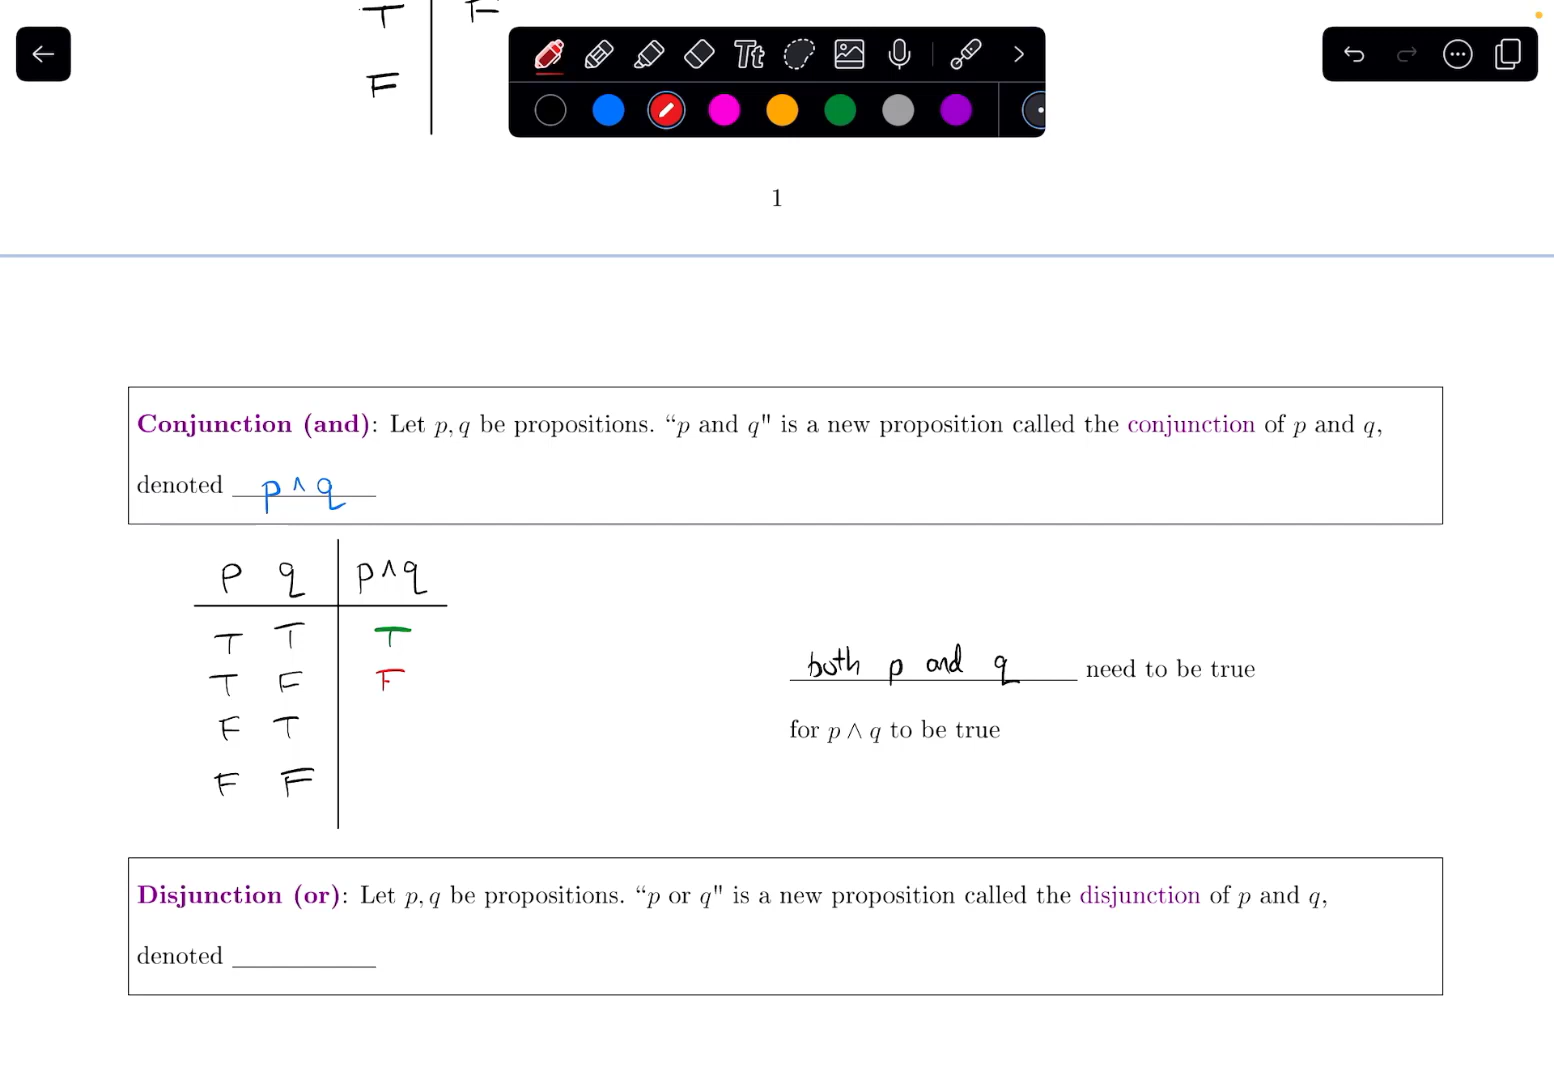 T F
Tt
F
1
Conjunction (and): Let p, q be propositions. “p and q" is a new proposition called the conjunction of p and q,
denoted p ∧ q
p q p∧q
T T T
T F F
both p and q need to be true
F T
for p ∧ q to be true
F F
Disjunction (or): Let p, q be propositions. “p or q" is a new proposition called the disjunction of p and q,
denoted ___________